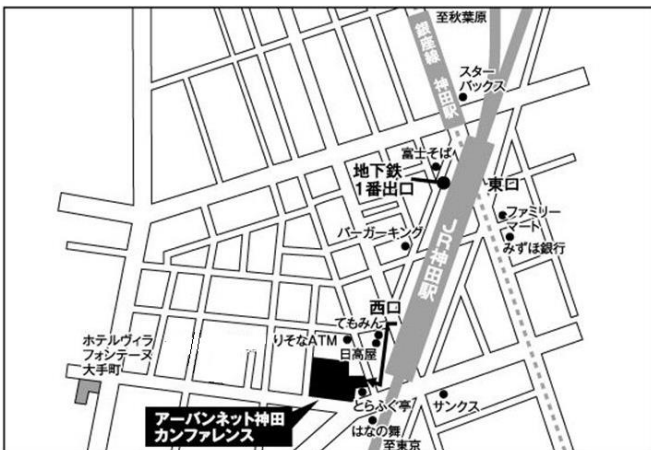 至秋葉原
銀座線 神田駅
スター
バックス
富士そば
地下鉄
1番出口
東口
ファミリー
マート
みずほ銀行
バーガーキング
JR神田駅
西口
てもみん
りそなATM
日高屋
ホテルヴィラ
フォンテーヌ
大手町
とらふぐ亭
サンクス
アーバンネット神田
カンファレンス
はなの舞
至東京